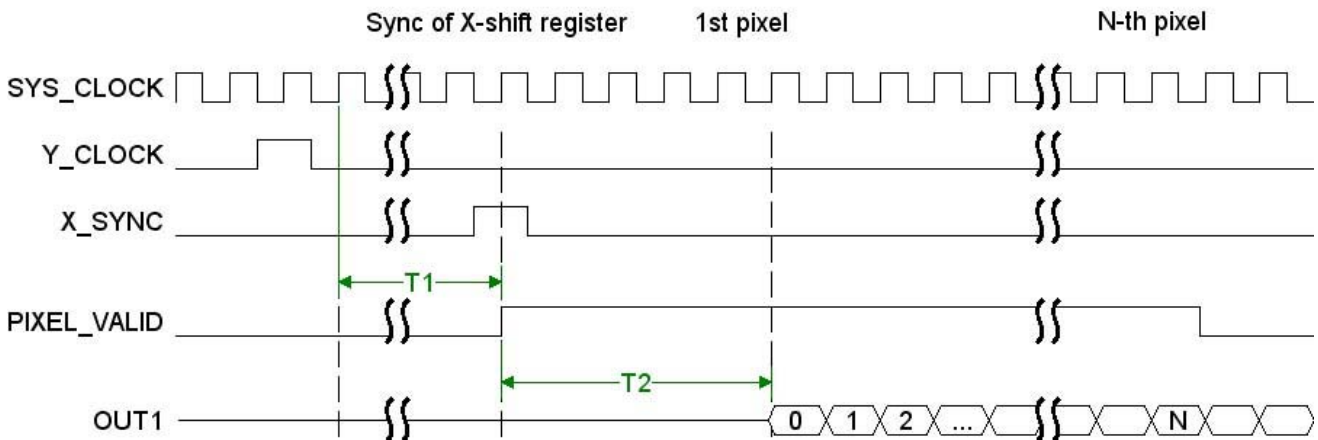 Sync of X-shift register 1st pixel N-th pixel
SYS_CLOCK
Y_CLOCK
X_SYNC
T1
PIXEL_VALID
T2
OUT1 0 1 2 ... N